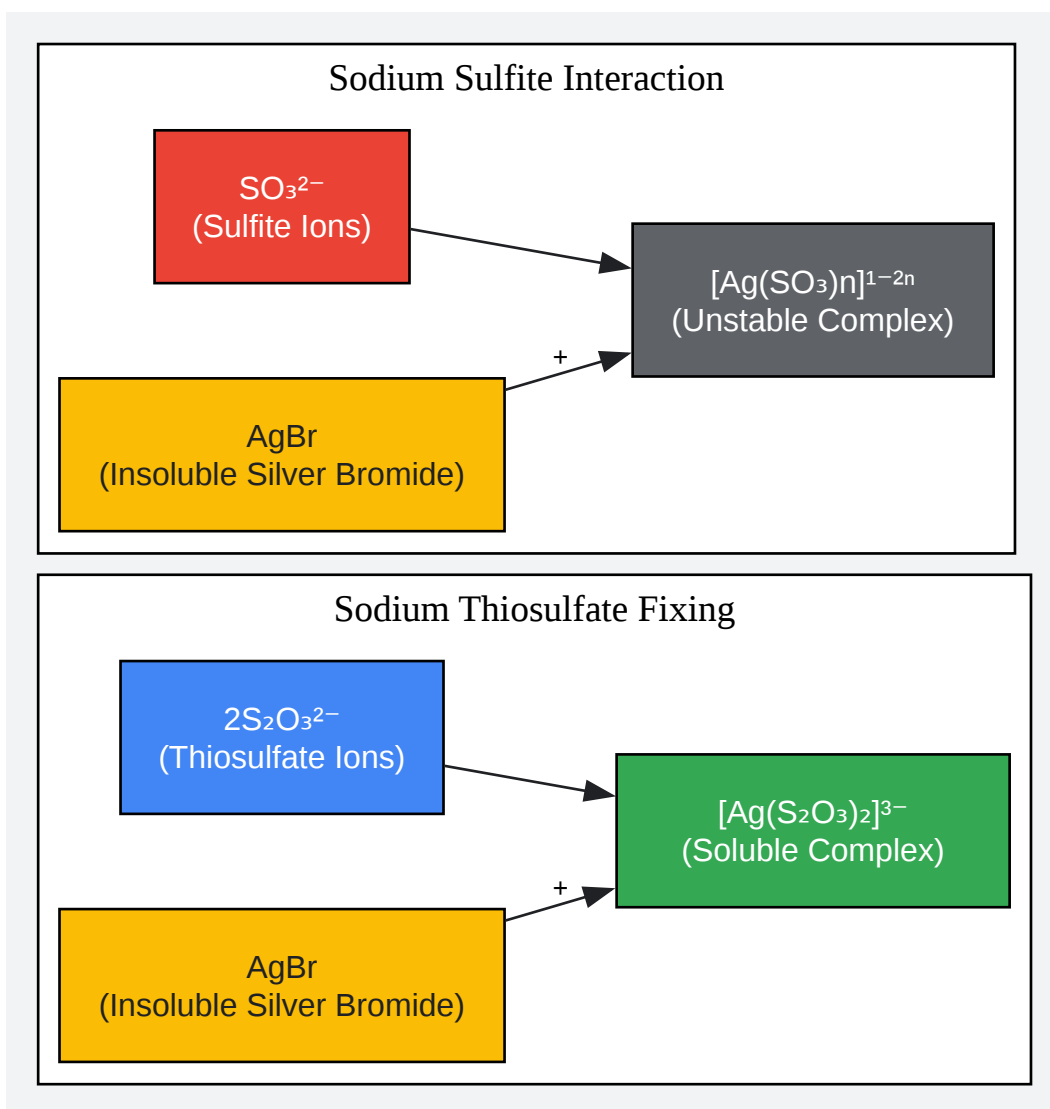 Sodium Sulfite Interaction
SO₃²⁻
(Sulfite Ions)
[Ag(SO₃)n]¹⁻²ⁿ
(Unstable Complex)
+
AgBr
(Insoluble Silver Bromide)
Sodium Thiosulfate Fixing
2S₂O₃²⁻
(Thiosulfate Ions)
[Ag(S₂O₃)₂]³⁻
(Soluble Complex)
+
AgBr
(Insoluble Silver Bromide)